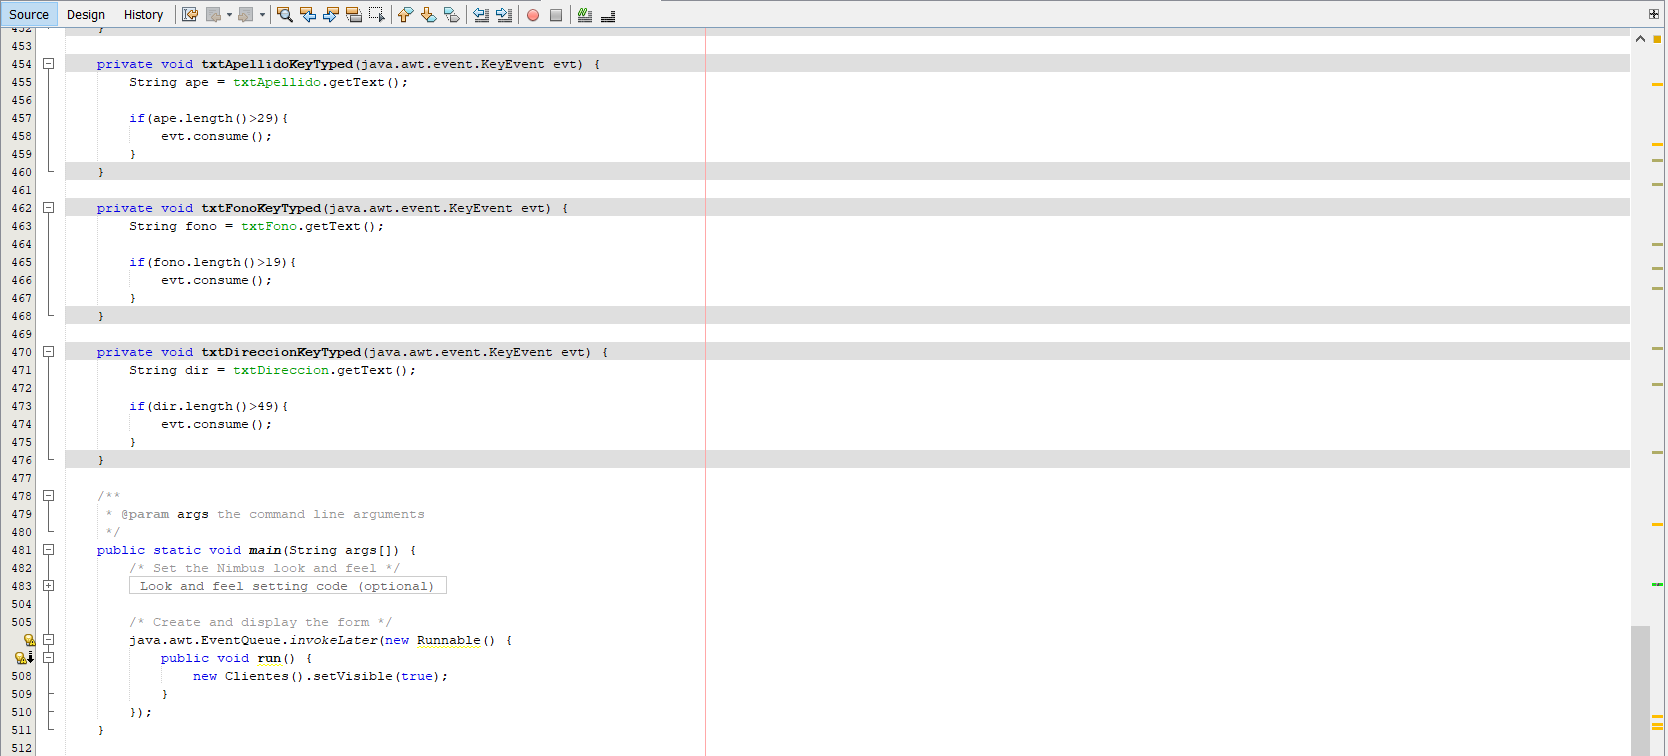 Source Design History
452 }
453
454 private void txtApellidoKeyTyped(java.awt.event.KeyEvent evt) {
455 String ape = txtApellido.getText();
456
457 if(ape.length()>29){
458 evt.consume();
459 }
460 }
461
462 private void txtFonoKeyTyped(java.awt.event.KeyEvent evt) {
463 String fono = txtFono.getText();
464
465 if(fono.length()>19){
466 evt.consume();
467 }
468 }
469
470 private void txtDireccionKeyTyped(java.awt.event.KeyEvent evt) {
471 String dir = txtDireccion.getText();
472
473 if(dir.length()>49){
474 evt.consume();
475 }
476 }
477
478 /**
479 * @param args the command line arguments
480 */
481 public static void main(String args[]) {
482 /* Set the Nimbus look and feel */
483 Look and feel setting code (optional)
504
505 /* Create and display the form */
java.awt.EventQueue.invokeLater(new Runnable() {
public void run() {
508 new Clientes().setVisible(true);
509 }
510 });
511 }
512